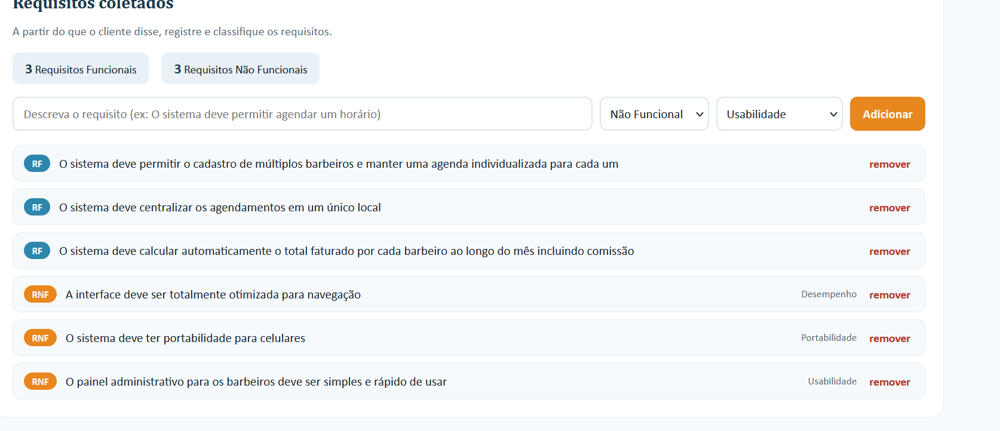 Requisitos coletados
A partir do que o cliente disse, registre e classifique os requisitos.
3 Requisitos Funcionais 3 Requisitos Não Funcionais
Descreva o requisito (ex: O sistema deve permitir agendar um horário) Não Funcional Usabilidade Adicionar
RF O sistema deve permitir o cadastro de múltiplos barbeiros e manter uma agenda individualizada para cada um remover
RF O sistema deve centralizar os agendamentos em um único local remover
RF O sistema deve calcular automaticamente o total faturado por cada barbeiro ao longo do mês incluindo comissão remover
RNF A interface deve ser totalmente otimizada para navegação Desempenho remover
RNF O sistema deve ter portabilidade para celulares Portabilidade remover
RNF O painel administrativo para os barbeiros deve ser simples e rápido de usar Usabilidade remover